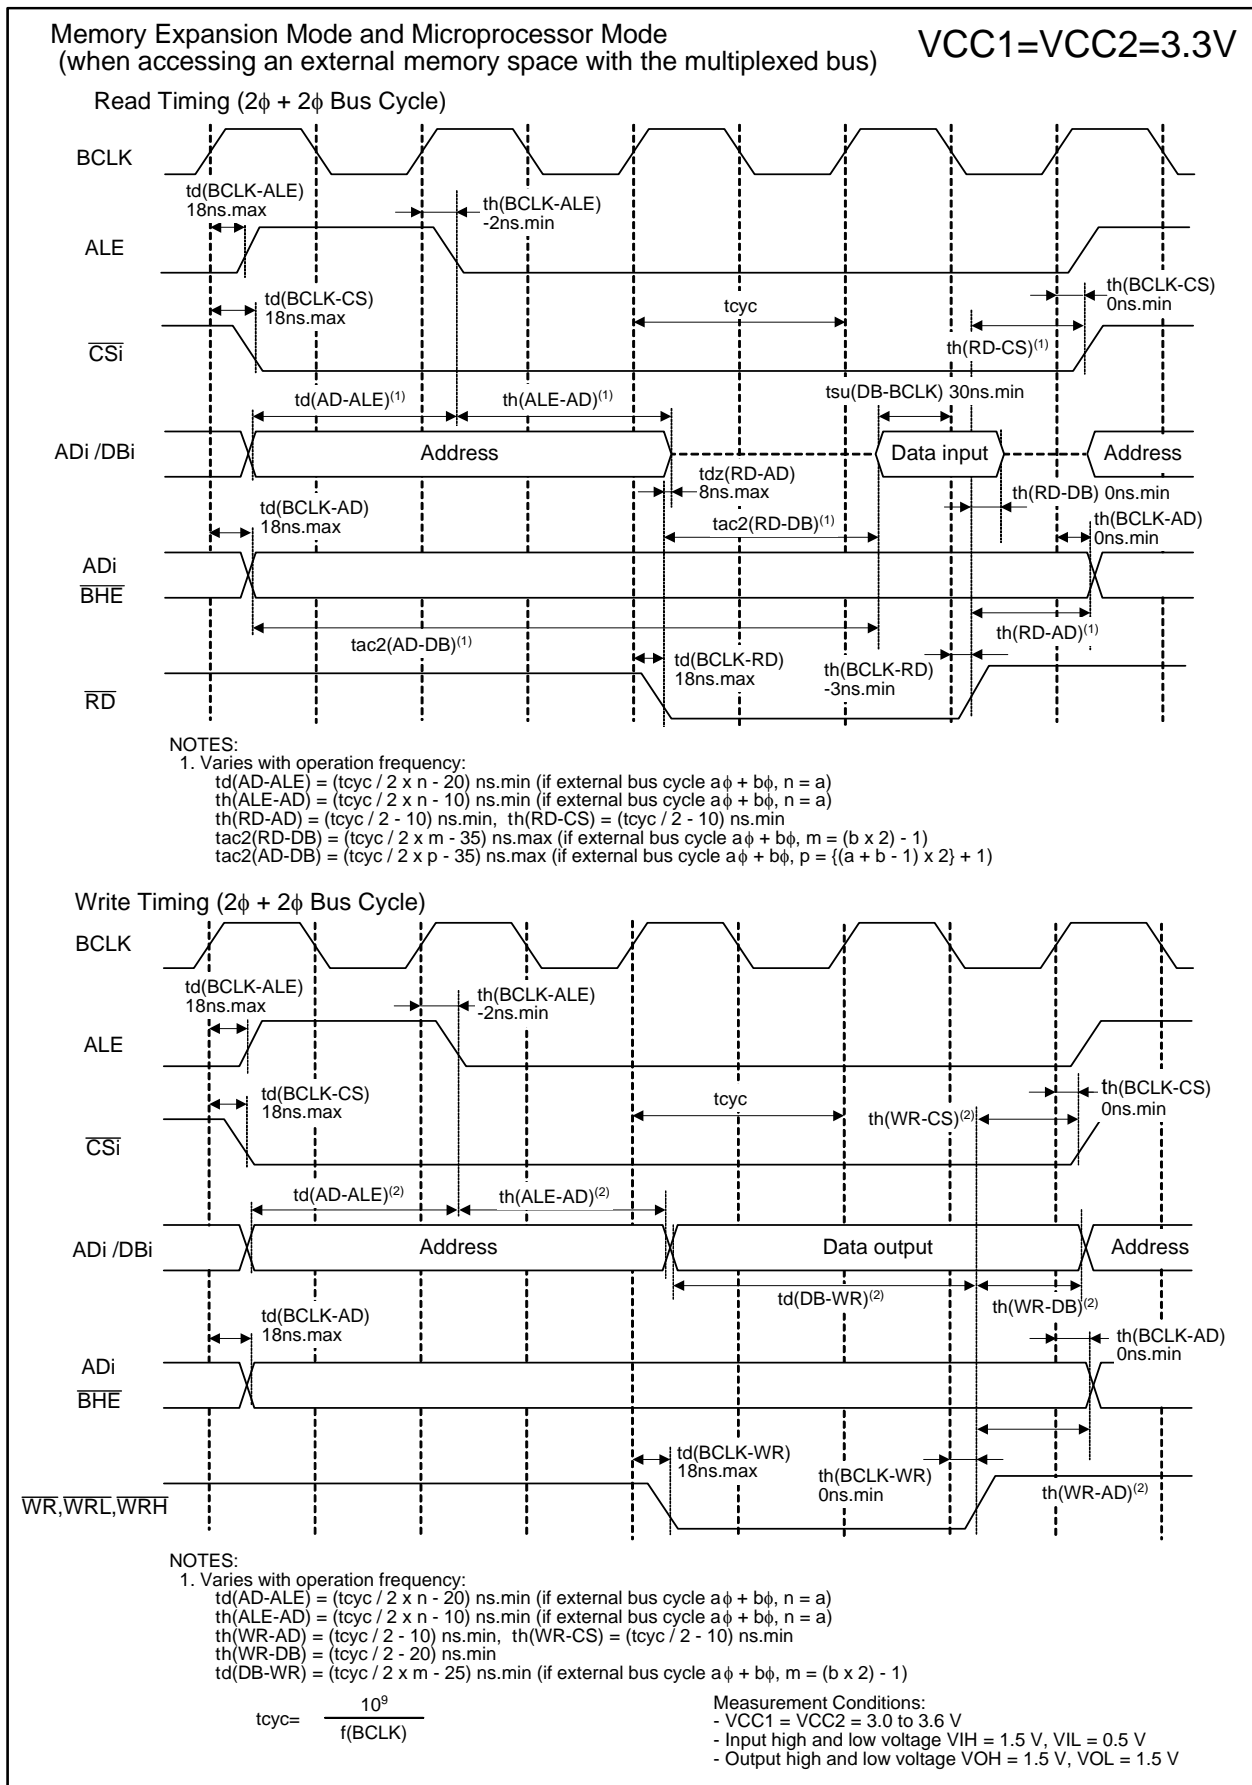 Memory Expansion Mode and Microprocessor Mode
(when accessing an external memory space with the multiplexed bus)
VCC1=VCC2=3.3V
Read Timing (2ϕ + 2ϕ Bus Cycle)
BCLK
td(BCLK-ALE)
18ns.max
th(BCLK-ALE)
-2ns.min
ALE
td(BCLK-CS)
18ns.max
tcyc
th(BCLK-CS)
0ns.min
CSi
th(RD-CS)(1)
td(AD-ALE)(1)
th(ALE-AD)(1)
tsu(DB-BCLK) 30ns.min
ADi /DBi
Address
Data input
Address
tdz(RD-AD)
8ns.max
th(RD-DB) 0ns.min
td(BCLK-AD)
18ns.max
tac2(RD-DB)(1)
th(BCLK-AD)
0ns.min
ADi
BHE
tac2(AD-DB)(1)
th(RD-AD)(1)
td(BCLK-RD)
18ns.max
th(BCLK-RD)
-3ns.min
RD
NOTES:
1. Varies with operation frequency:
td(AD-ALE) = (tcyc / 2 x n - 20) ns.min (if external bus cycle aϕ + bϕ, n = a)
th(ALE-AD) = (tcyc / 2 x n - 10) ns.min (if external bus cycle aϕ + bϕ, n = a)
th(RD-AD) = (tcyc / 2 - 10) ns.min, th(RD-CS) = (tcyc / 2 - 10) ns.min
tac2(RD-DB) = (tcyc / 2 x m - 35) ns.max (if external bus cycle aϕ + bϕ, m = (b x 2) - 1)
tac2(AD-DB) = (tcyc / 2 x p - 35) ns.max (if external bus cycle aϕ + bϕ, p = {(a + b - 1) x 2} + 1)
Write Timing (2ϕ + 2ϕ Bus Cycle)
BCLK
td(BCLK-ALE)
18ns.max
th(BCLK-ALE)
-2ns.min
ALE
td(BCLK-CS)
18ns.max
tcyc
th(WR-CS)(2)
th(BCLK-CS)
0ns.min
CSi
td(AD-ALE)(2)
th(ALE-AD)(2)
ADi /DBi
Address
Data output
Address
td(DB-WR)(2)
th(WR-DB)(2)
td(BCLK-AD)
18ns.max
th(BCLK-AD)
0ns.min
ADi
BHE
td(BCLK-WR)
18ns.max
th(BCLK-WR)
0ns.min
th(WR-AD)(2)
WR,WRL,WRH
NOTES:
1. Varies with operation frequency:
td(AD-ALE) = (tcyc / 2 x n - 20) ns.min (if external bus cycle aϕ + bϕ, n = a)
th(ALE-AD) = (tcyc / 2 x n - 10) ns.min (if external bus cycle aϕ + bϕ, n = a)
th(WR-AD) = (tcyc / 2 - 10) ns.min, th(WR-CS) = (tcyc / 2 - 10) ns.min
th(WR-DB) = (tcyc / 2 - 20) ns.min
td(DB-WR) = (tcyc / 2 x m - 25) ns.min (if external bus cycle aϕ + bϕ, m = (b x 2) - 1)
tcyc=
10⁹
f(BCLK)
Measurement Conditions:
- VCC1 = VCC2 = 3.0 to 3.6 V
- Input high and low voltage VIH = 1.5 V, VIL = 0.5 V
- Output high and low voltage VOH = 1.5 V, VOL = 1.5 V